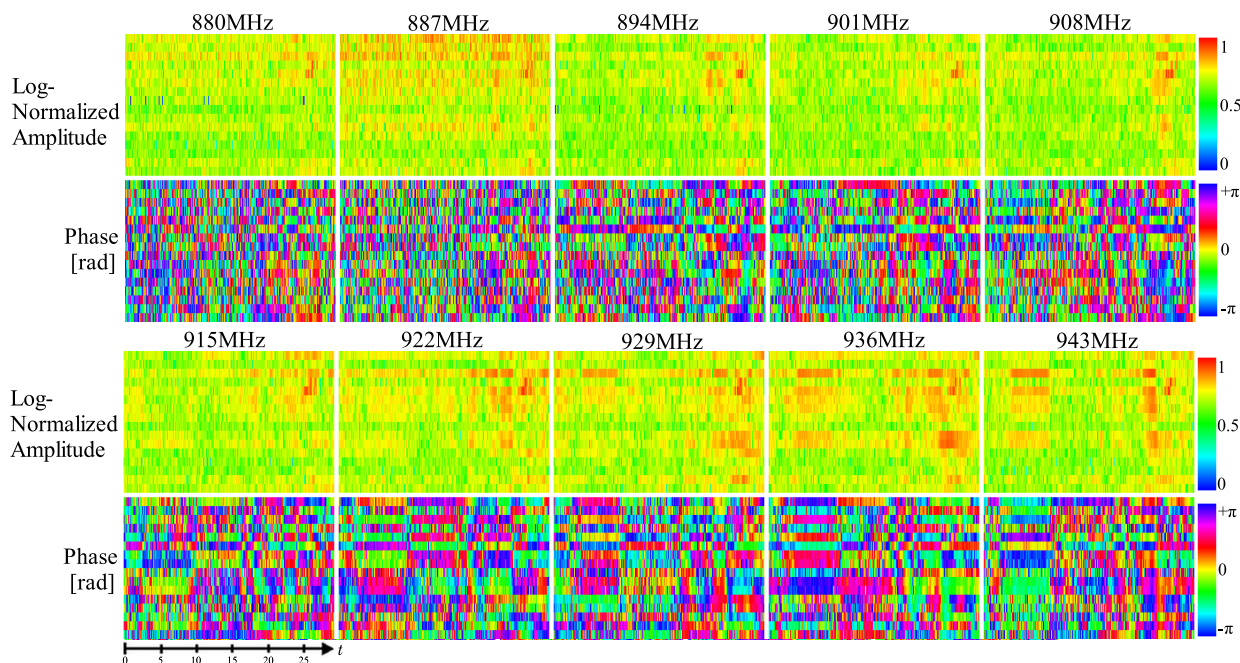 880MHz 887MHz 894MHz 901MHz 908MHz
Log-
Normalized
Amplitude
1
0.5
0
Phase
[rad]
+π
0
-π
915MHz 922MHz 929MHz 936MHz 943MHz
Log-
Normalized
Amplitude
1
0.5
0
Phase
[rad]
+π
0
-π
0 5 10 15 20 25 t